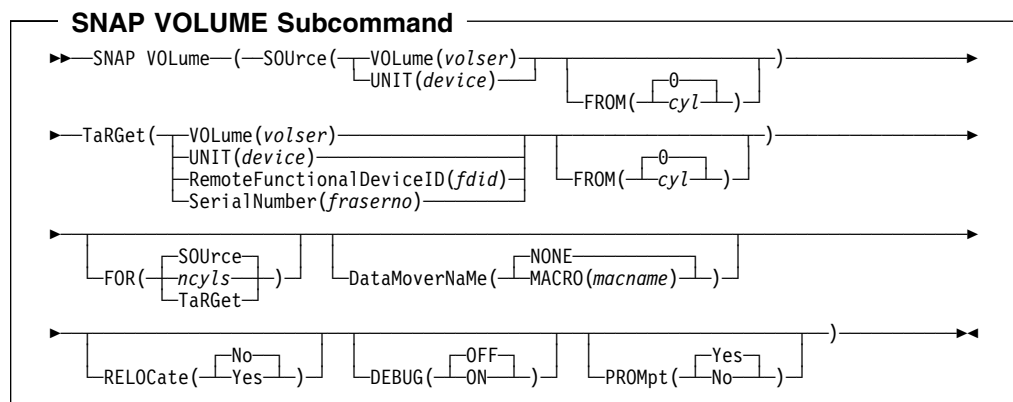 SNAP VOLUME Subcommand
SNAP VOLume ( SOUrce( VOLume(volser) )
UNIT(device)
FROM( 0 )
cyl
TaRGet( VOLume(volser) )
UNIT(device)
RemoteFunctionalDeviceID(fdid)
SerialNumber(fraserno)
FROM( 0 )
cyl
FOR( SOUrce )
ncyls
TaRGet
DataMoverNaMe( NONE )
MACRO(macname)
RELOCate( No )
Yes
DEBUG( OFF )
ON
PROMpt( Yes )
No
)